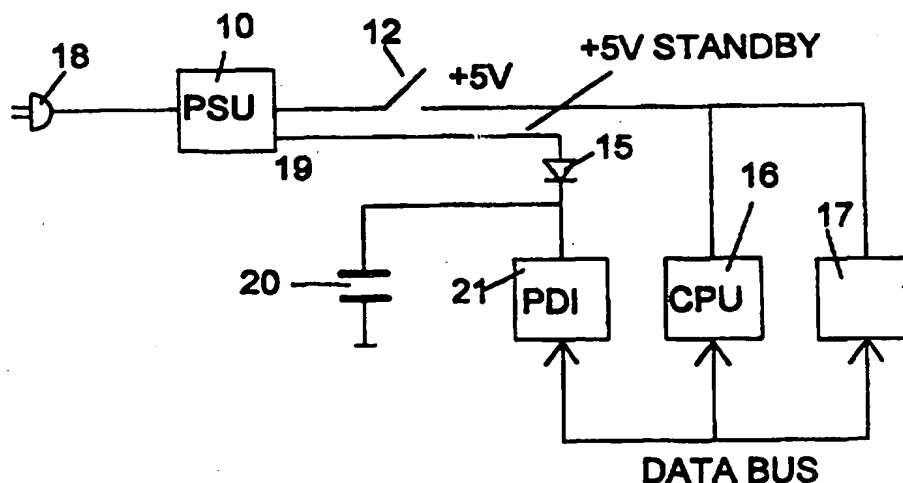 18
10
12
+5V
+5V STANDBY
PSU
19
15
16
17
20
21
PDI
CPU
DATA BUS